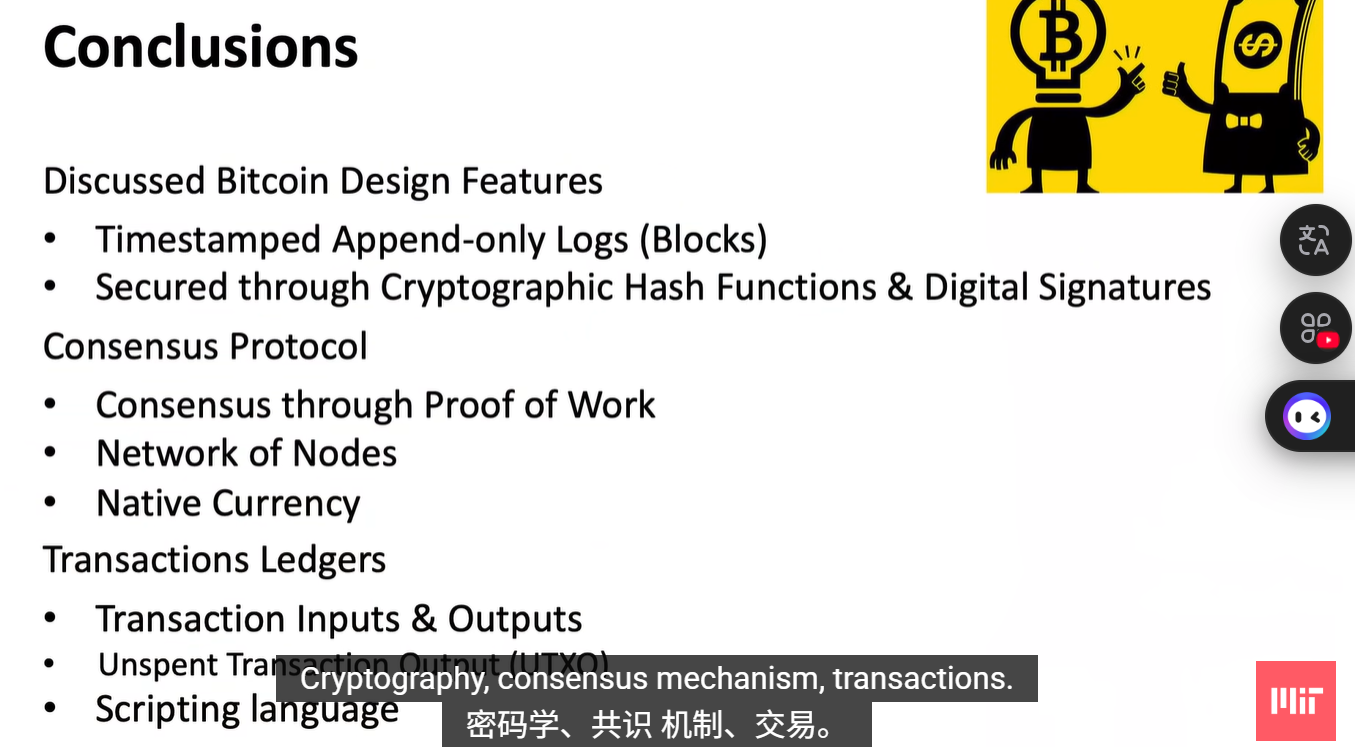 Conclusions
Discussed Bitcoin Design Features
• Timestamped Append-only Logs (Blocks)
• Secured through Cryptographic Hash Functions & Digital Signatures
Consensus Protocol
• Consensus through Proof of Work
• Network of Nodes
• Native Currency
Transactions Ledgers
• Transaction Inputs & Outputs
• Unspent Transaction Output (UTXO)
• Scripting language
Cryptography, consensus mechanism, transactions.
密码学、共识 机制、交易。
B
$
文A
MIT